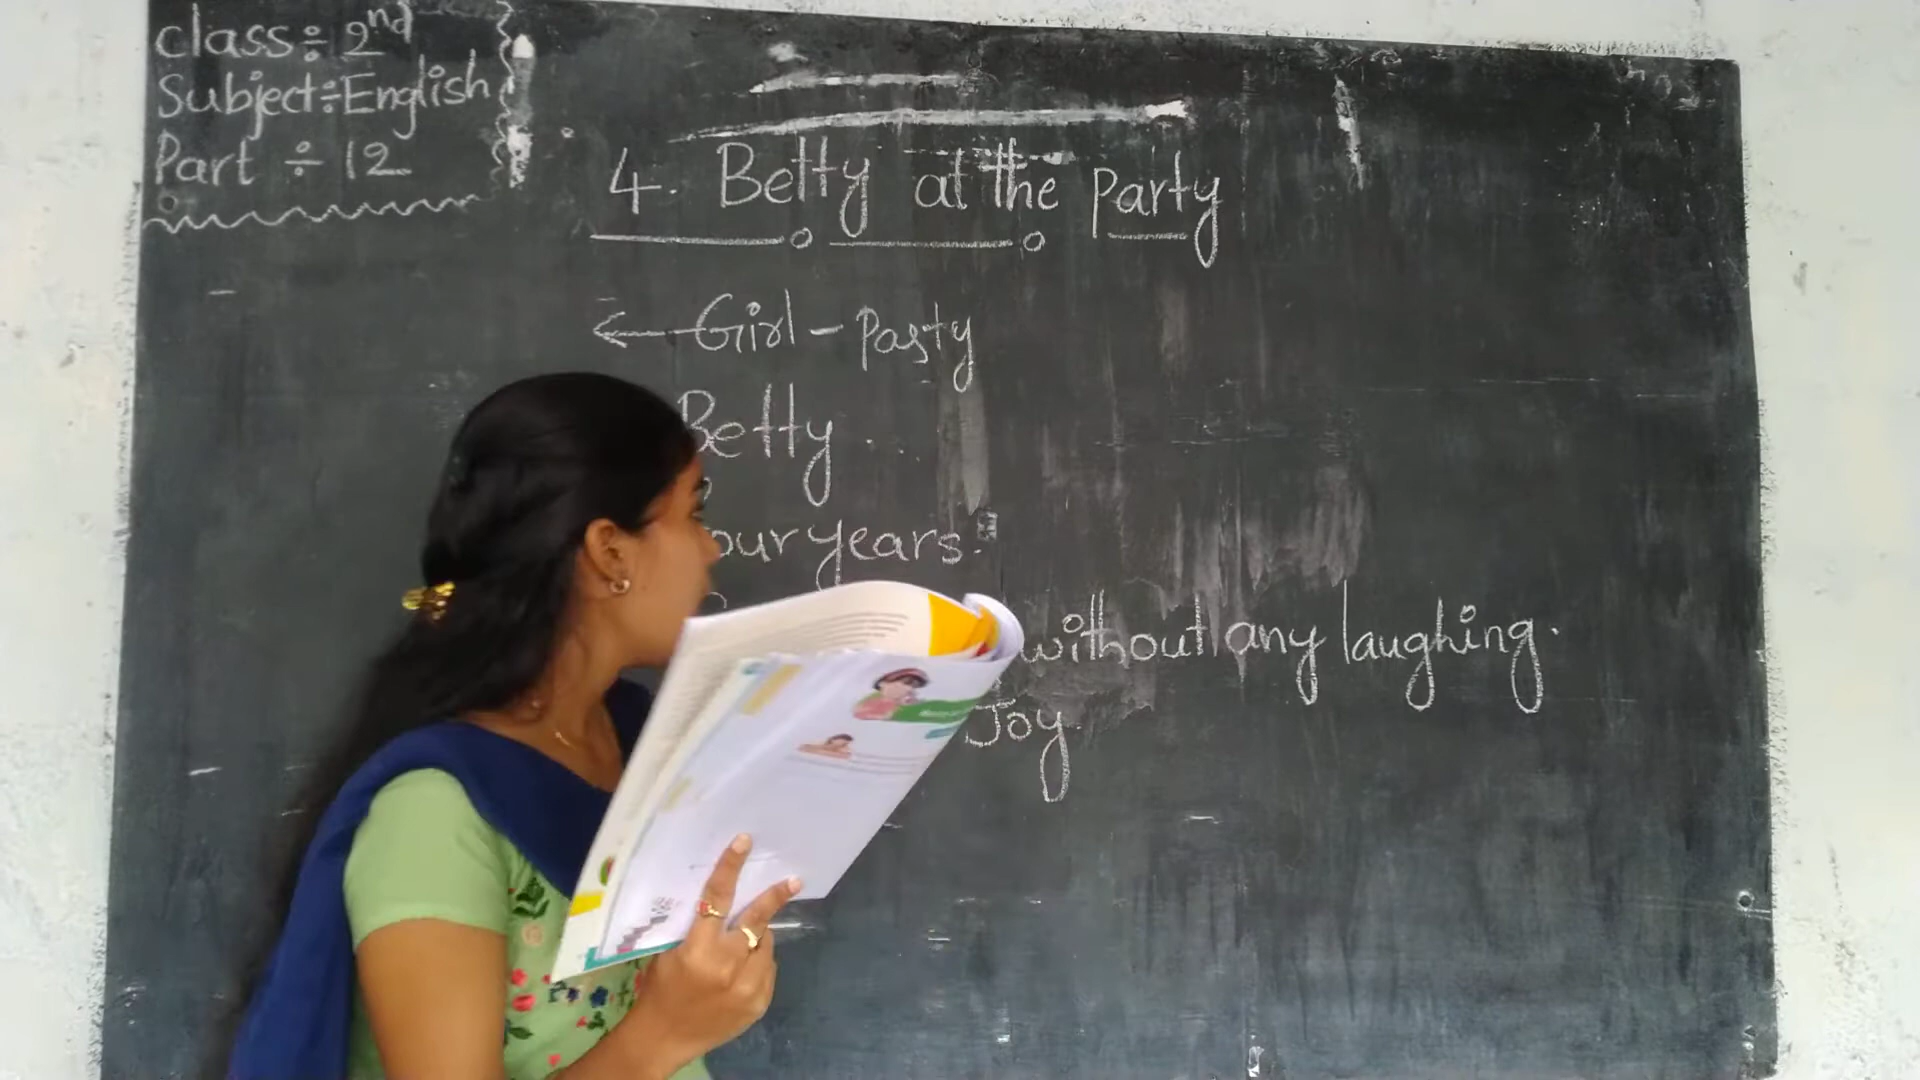 class÷ 2nd
Subject÷English
Part ÷ 12
4. Betty at the Party
Girl - Party
Betty.
our years.
without any laughing.
Joy.